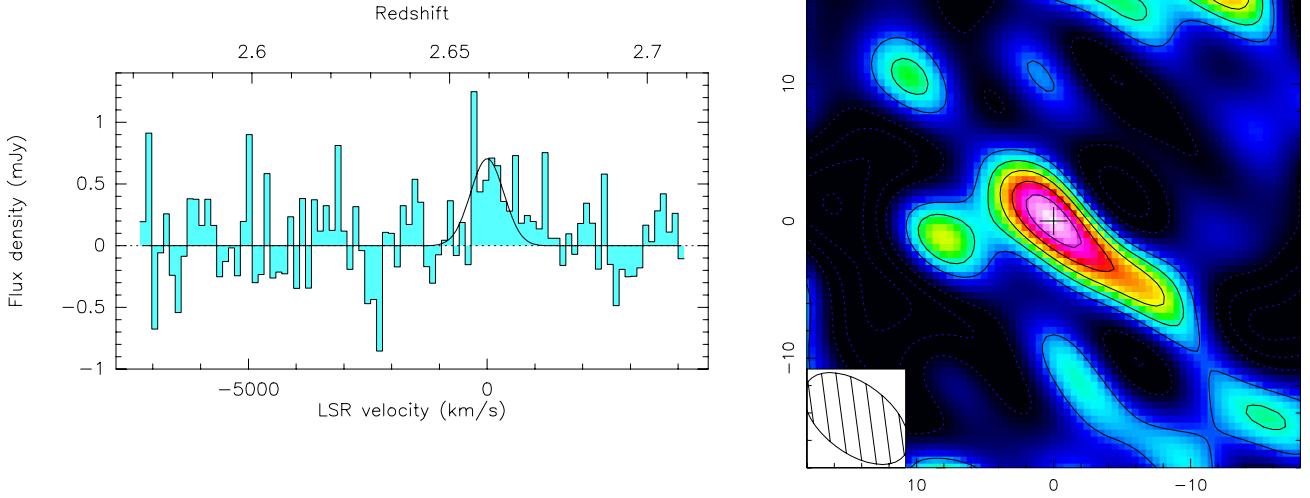 Redshift
2.6 2.65 2.7
Flux density (mJy)
1
0.5
0
−0.5
−1
−5000 0
LSR velocity (km/s)
10
0
−10
10 0 −10